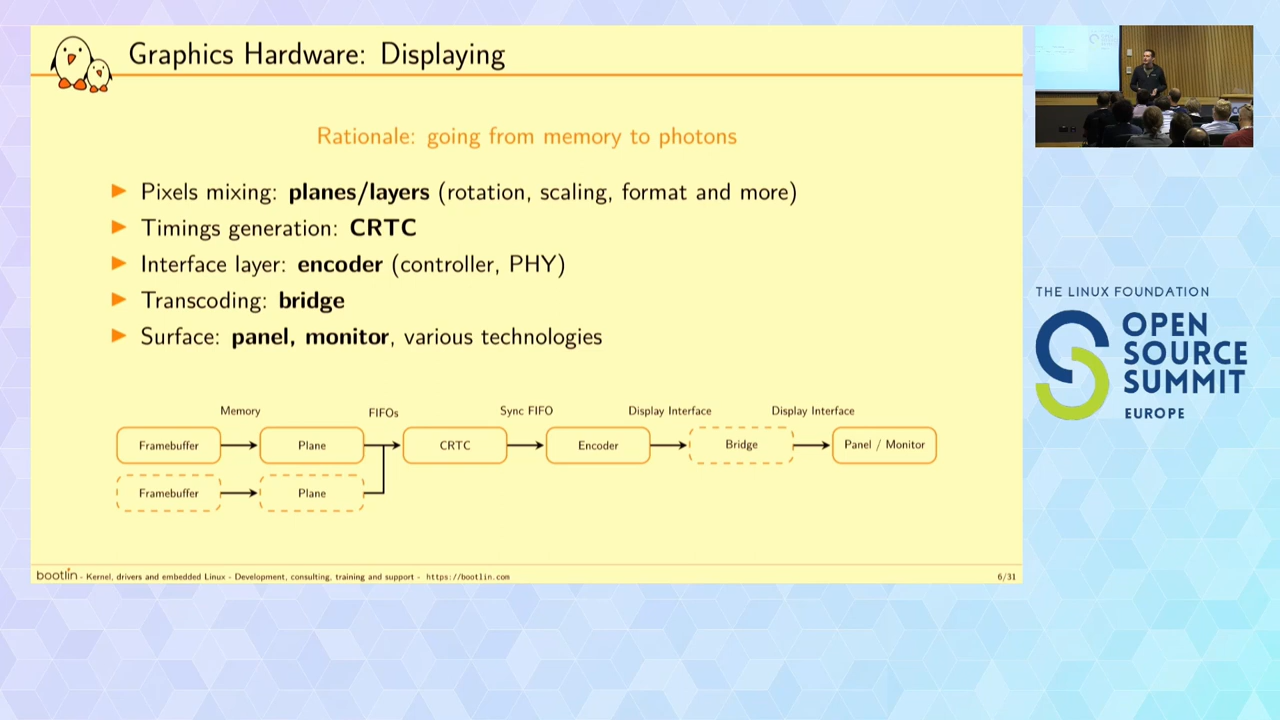 Graphics Hardware: Displaying
Rationale: going from memory to photons
Pixels mixing: planes/layers (rotation, scaling, format and more)
Timings generation: CRTC
Interface layer: encoder (controller, PHY)
Transcoding: bridge
Surface: panel, monitor, various technologies
Memory FIFOs Sync FIFO Display Interface Display Interface
Framebuffer Plane CRTC Encoder Bridge Panel / Monitor
Framebuffer Plane
bootlin - Kernel, drivers and embedded Linux - Development, consulting, training and support - https://bootlin.com
6/31
THE LINUX FOUNDATION
OPEN
SOURCE
SUMMIT
EUROPE